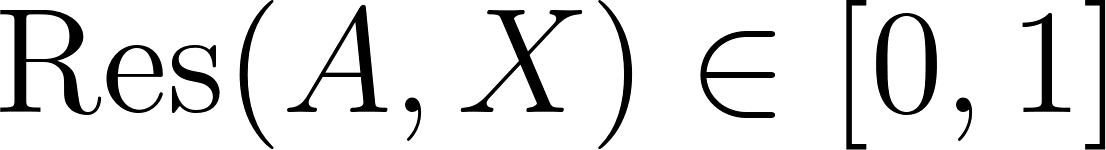 Res(A, X) ∈ [0, 1]